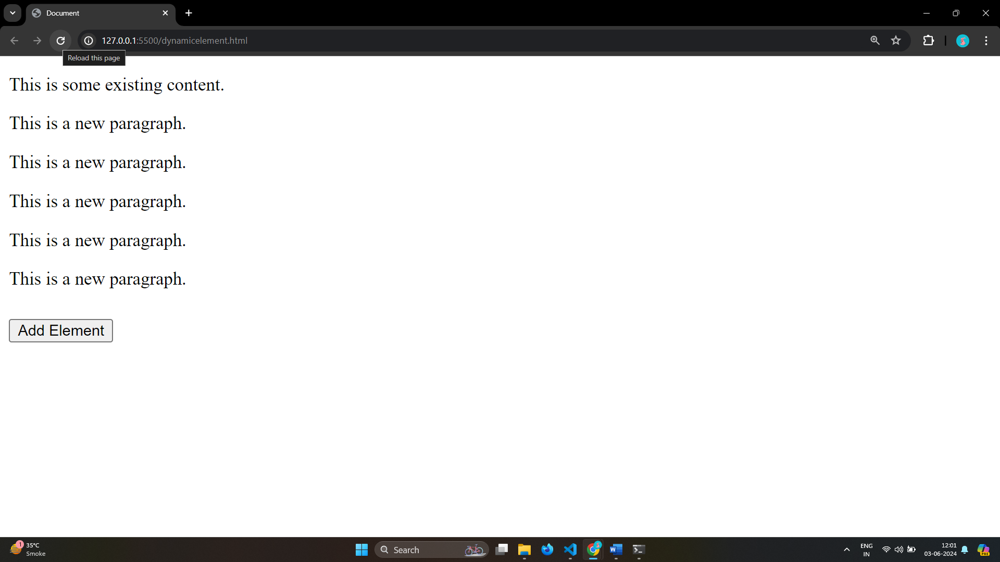 Document
127.0.0.1:5500/dynamicelement.html
Reload this page
This is some existing content.
This is a new paragraph.
This is a new paragraph.
This is a new paragraph.
This is a new paragraph.
This is a new paragraph.
Add Element
1
35°C
Smoke
Search
W
ENG
IN
12:01
03-06-2024
PRE